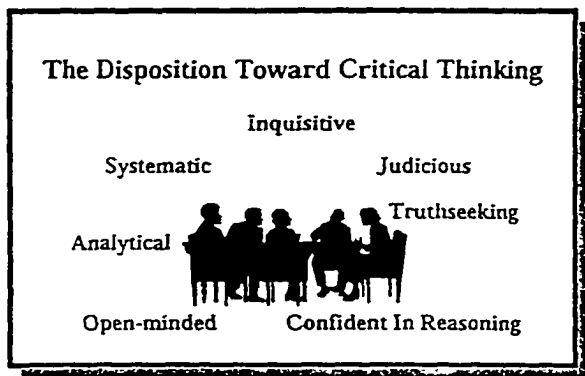 The Disposition Toward Critical Thinking
Inquisitive
Systematic
Judicious
Truthseeking
Analytical
Open-minded
Confident In Reasoning